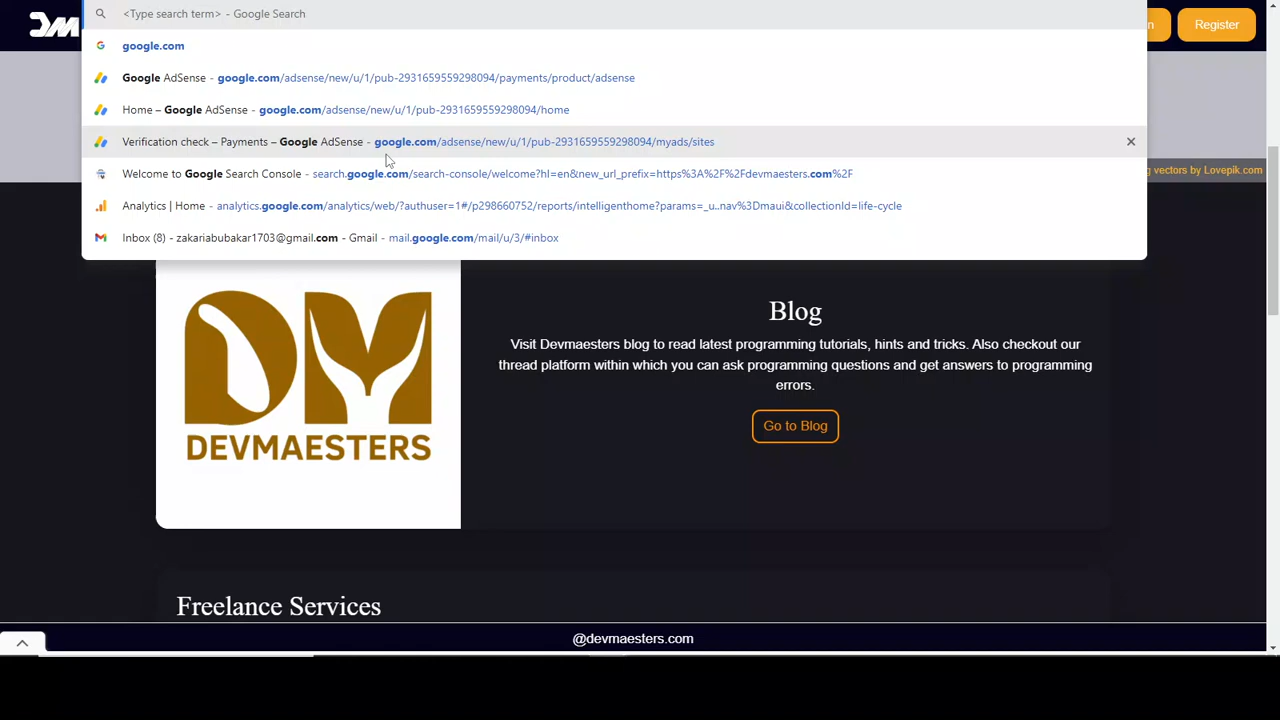 <Type search term> - Google Search
DM
n
Register
google.com
Google AdSense - google.com/adsense/new/u/1/pub-2931659559298094/payments/product/adsense
Home – Google AdSense - google.com/adsense/new/u/1/pub-2931659559298094/home
Verification check – Payments – Google AdSense - google.com/adsense/new/u/1/pub-2931659559298094/myads/sites
Welcome to Google Search Console - search.google.com/search-console/welcome?hl=en&new_url_prefix=https%3A%2F%2Fdevmaesters.com%2F
g vectors by Lovepik.com
Analytics | Home - analytics.google.com/analytics/web/?authuser=1#/p298660752/reports/intelligenthome?params=_u..nav%3Dmaui&collectionId=life-cycle
Inbox (8) - zakariabubakar1703@gmail.com - Gmail - mail.google.com/mail/u/3/#inbox
DM
DEVMAESTERS
Blog
Visit Devmaesters blog to read latest programming tutorials, hints and tricks. Also checkout our
thread platform within which you can ask programming questions and get answers to programming
errors.
Go to Blog
Freelance Services
@devmaesters.com